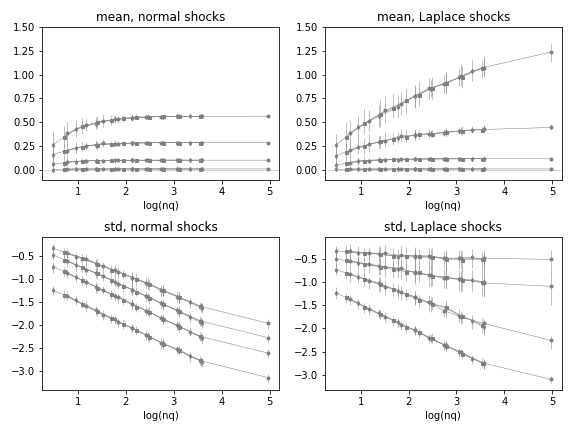 mean, normal shocks
1.50
1.25
1.00
0.75
0.50
0.25
0.00
1 2 3 4 5
log(nq)
mean, Laplace shocks
1.50
1.25
1.00
0.75
0.50
0.25
0.00
1 2 3 4 5
log(nq)
std, normal shocks
−0.5
−1.0
−1.5
−2.0
−2.5
−3.0
1 2 3 4 5
log(nq)
std, Laplace shocks
−0.5
−1.0
−1.5
−2.0
−2.5
−3.0
1 2 3 4 5
log(nq)